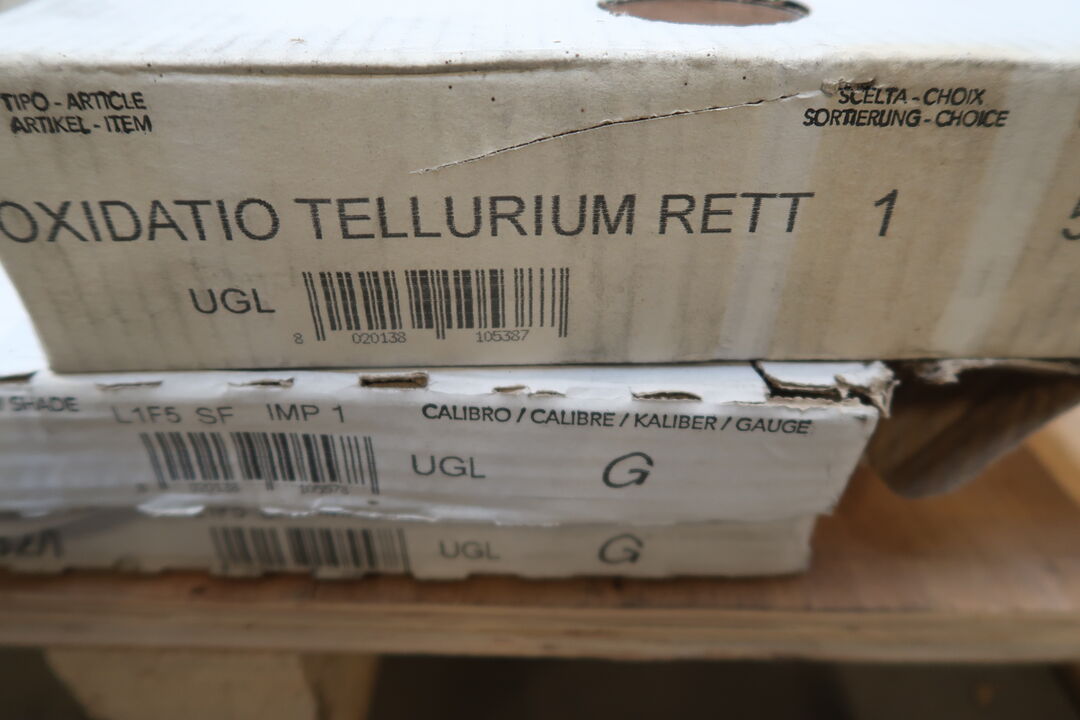 TIPO - ARTICLE
ARTIKEL - ITEM
SCELTA - CHOIX
SORTIERUNG - CHOICE
OXIDATIO TELLURIUM RETT 1
UGL
8 020138 105387
SHADE L1F5 SF IMP 1
CALIBRO / CALIBRE / KALIBER / GAUGE
UGL G
UGL G